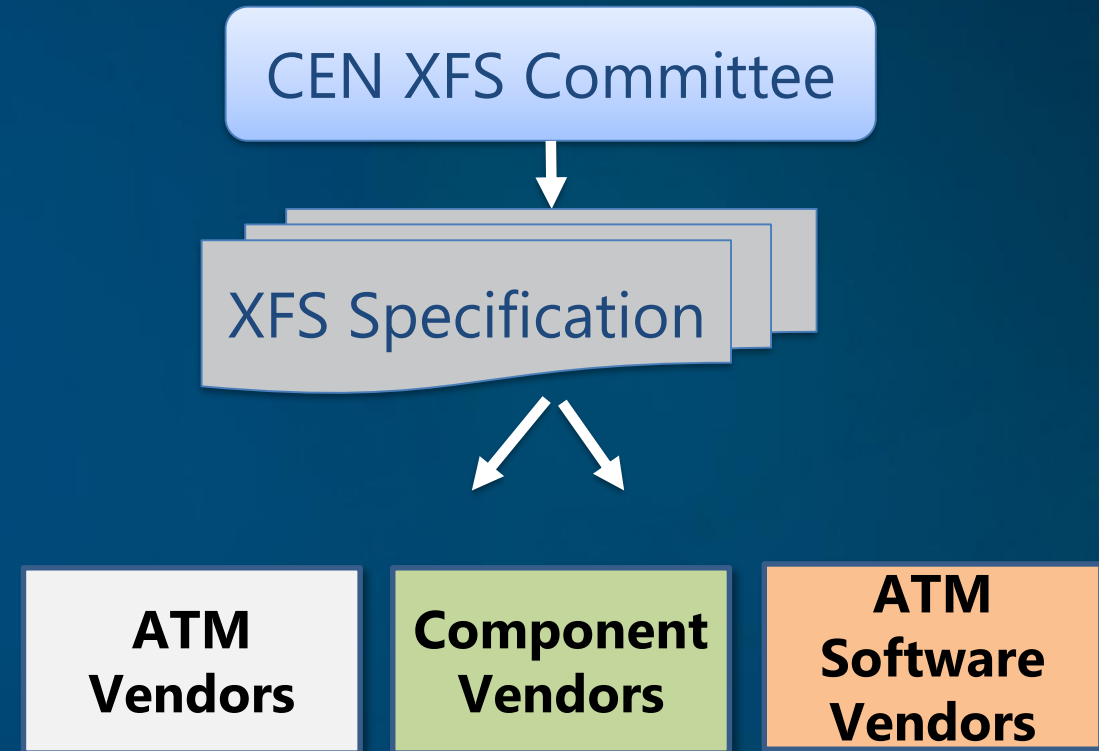 CEN XFS Committee
XFS Specification
ATM
Vendors
Component
Vendors
ATM
Software
Vendors